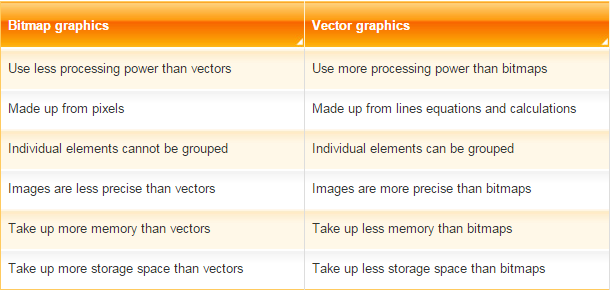 Bitmap graphics Vector graphics
Use less processing power than vectors Use more processing power than bitmaps
Made up from pixels Made up from lines equations and calculations
Individual elements cannot be grouped Individual elements can be grouped
Images are less precise than vectors Images are more precise than bitmaps
Take up more memory than vectors Take up less memory than bitmaps
Take up more storage space than vectors Take up less storage space than bitmaps